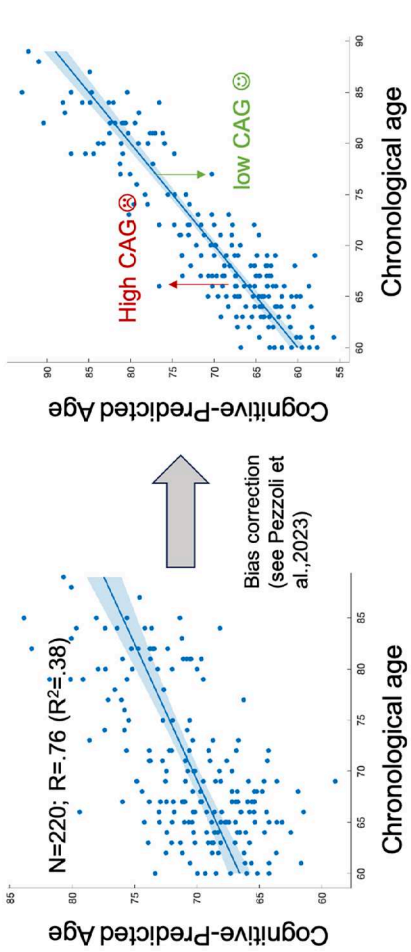 Cognitive-Predicted Age
85
80
75
70
65
60
N=220; R=.76 (R²=.38)
60 65 70 75 80 85
Chronological age
Bias correction
(see Pezzoli et
al.,2023)
Cognitive-Predicted Age
90
85
80
75
70
65
60
55
High CAG
low CAG
60 65 70 75 80 85 90
Chronological age